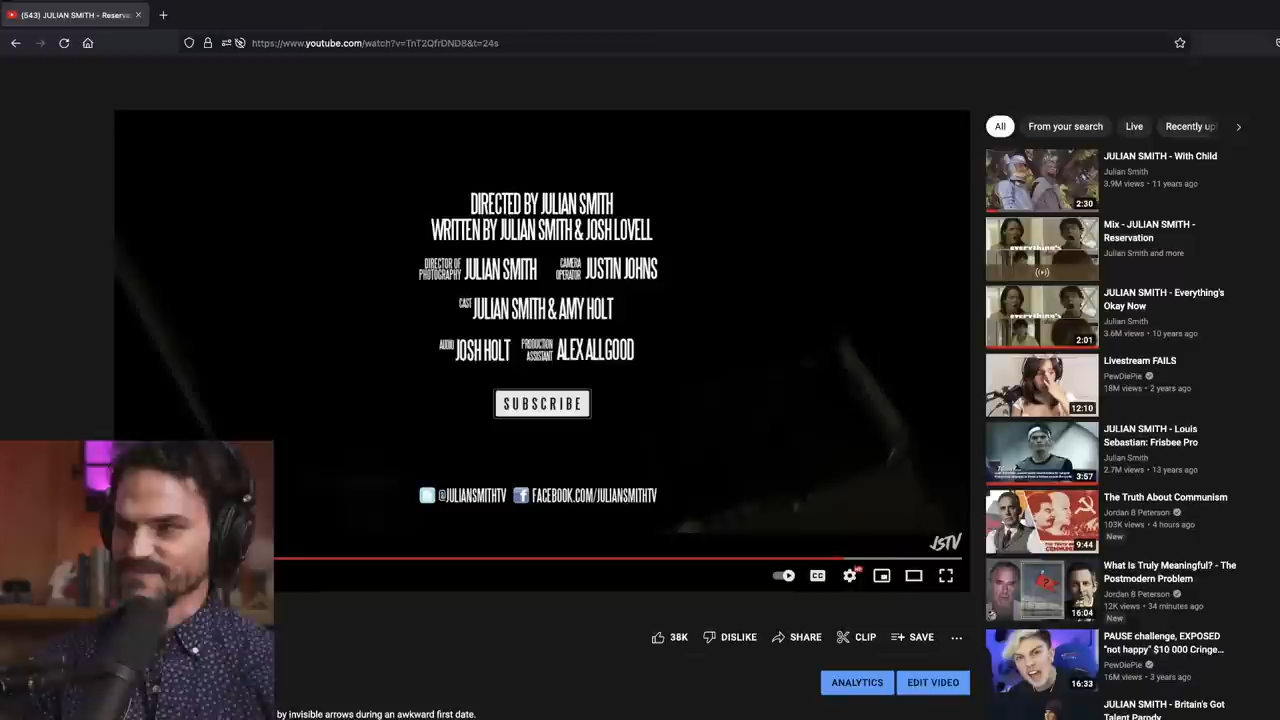 (543) JULIAN SMITH - Reserva
https://www.youtube.com/watch?v=TnT2QfrDND8&t=24s
DIRECTED BY JULIAN SMITH
WRITTEN BY JULIAN SMITH & JOSH LOVELL
DIRECTOR OF PHOTOGRAPHY JULIAN SMITH CAMERA OPERATOR JUSTIN JOHNS
CAST JULIAN SMITH & AMY HOLT
AUDIO JOSH HOLT PRODUCTION ASSISTANT ALEX ALLGOOD
SUBSCRIBE
@JULIANSMITHTV FACEBOOK.COM/JULIANSMITHTV
JSTV
CC
HD
38K DISLIKE SHARE CLIP SAVE
ANALYTICS EDIT VIDEO
by invisible arrows during an awkward first date.
All From your search Live Recently up
JULIAN SMITH - With Child
Julian Smith
3.9M views • 11 years ago
2:30
Mix - JULIAN SMITH -
Reservation
Julian Smith and more
everything's
JULIAN SMITH - Everything's
Okay Now
Julian Smith
3.6M views • 10 years ago
everything's
2:01
Livestream FAILS
PewDiePie
18M views • 2 years ago
12:10
JULIAN SMITH - Louis
Sebastian: Frisbee Pro
Julian Smith
2.7M views • 13 years ago
3:57
The Truth About Communism
Jordan B Peterson
103K views • 4 hours ago
New
9:44
What Is Truly Meaningful? - The
Postmodern Problem
Jordan B Peterson
12K views • 34 minutes ago
New
16:04
PAUSE challenge, EXPOSED
"not happy" $10 000 Cringe...
PewDiePie
16M views • 3 years ago
16:33
JULIAN SMITH - Britain's Got
Talent Parody